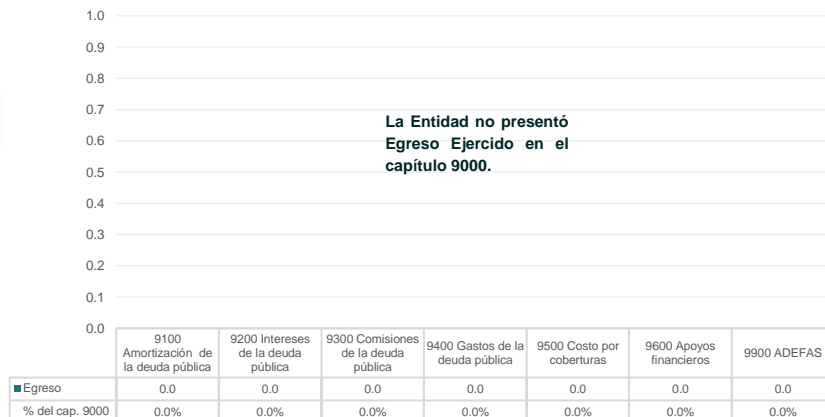 1.0
0.9
0.8
0.7
0.6
0.5
0.4
0.3
0.2
0.1
0.0
La Entidad no presentó
Egreso Ejercido en el
capítulo 9000.
9100
Amortización de
la deuda pública
9200 Intereses
de la deuda
pública
9300 Comisiones
de la deuda
pública
9400 Gastos de la
deuda pública
9500 Costo por
coberturas
9600 Apoyos
financieros
9900 ADEFAS
Egreso 0.0 0.0 0.0 0.0 0.0 0.0 0.0
% del cap. 9000 0.0% 0.0% 0.0% 0.0% 0.0% 0.0% 0.0%